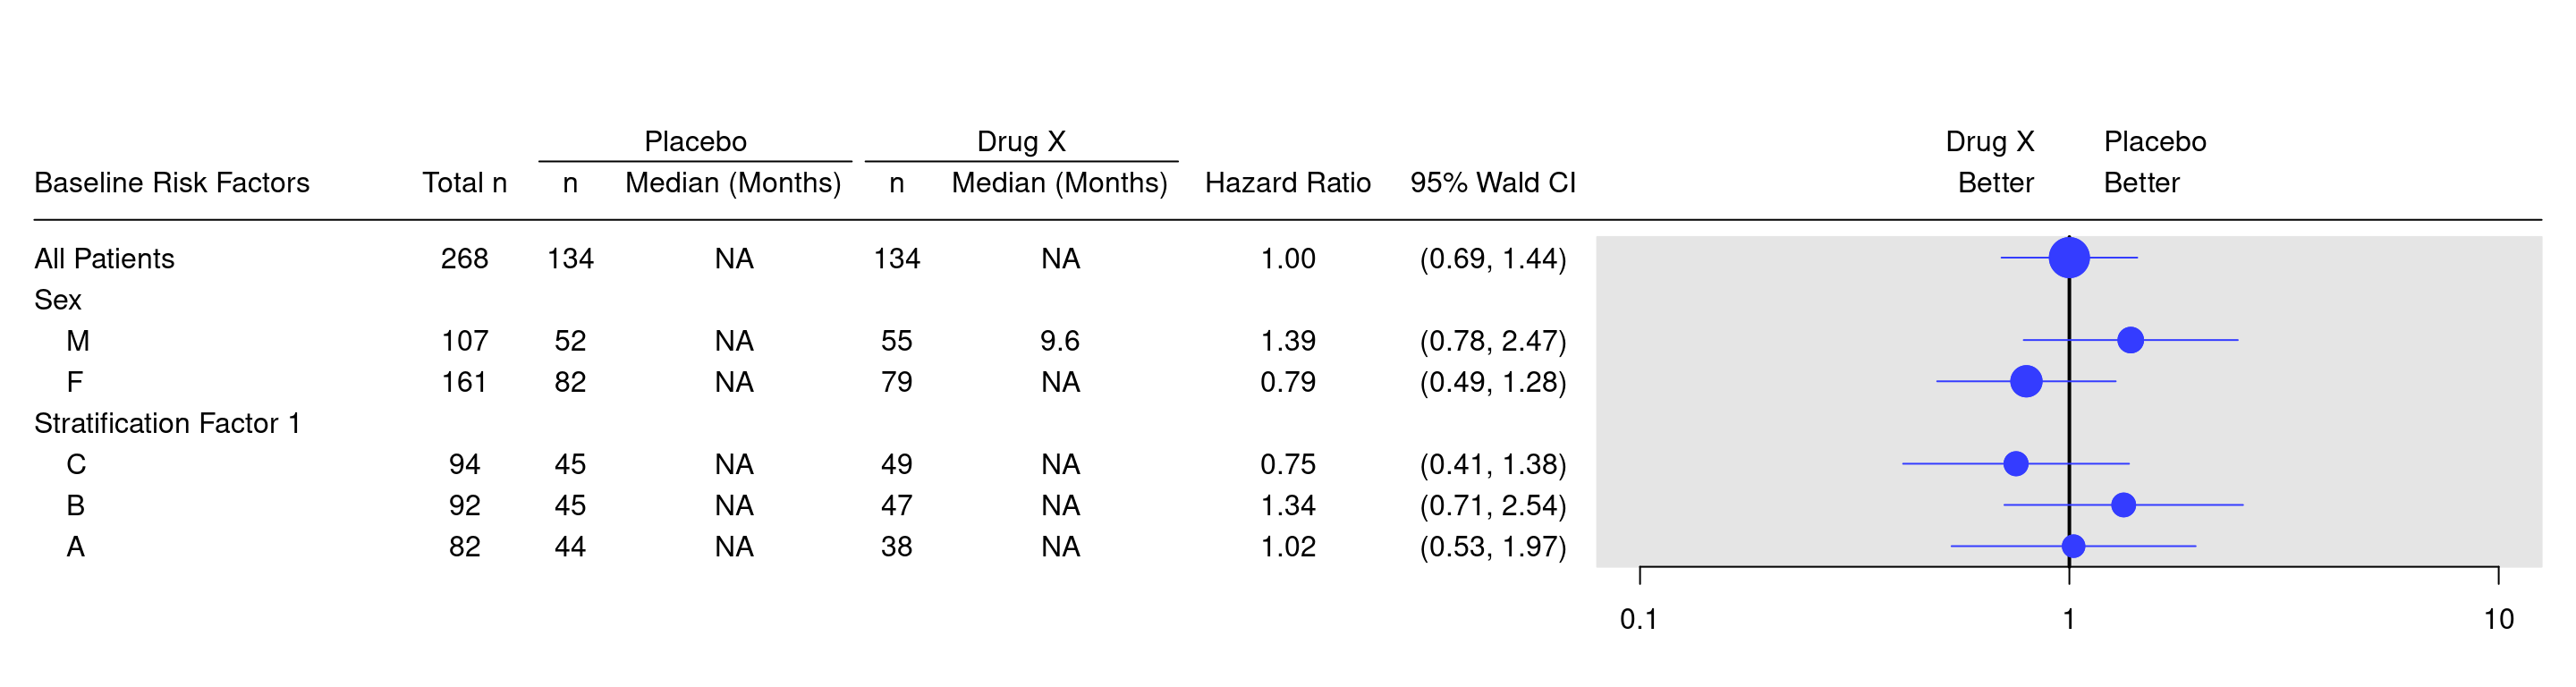 Placebo Drug X Drug X Placebo
Baseline Risk Factors Total n n Median (Months) n Median (Months) Hazard Ratio 95% Wald CI Better Better
All Patients 268 134 NA 134 NA 1.00 (0.69, 1.44)
Sex
M 107 52 NA 55 9.6 1.39 (0.78, 2.47)
F 161 82 NA 79 NA 0.79 (0.49, 1.28)
Stratification Factor 1
C 94 45 NA 49 NA 0.75 (0.41, 1.38)
B 92 45 NA 47 NA 1.34 (0.71, 2.54)
A 82 44 NA 38 NA 1.02 (0.53, 1.97)
0.1 1 10